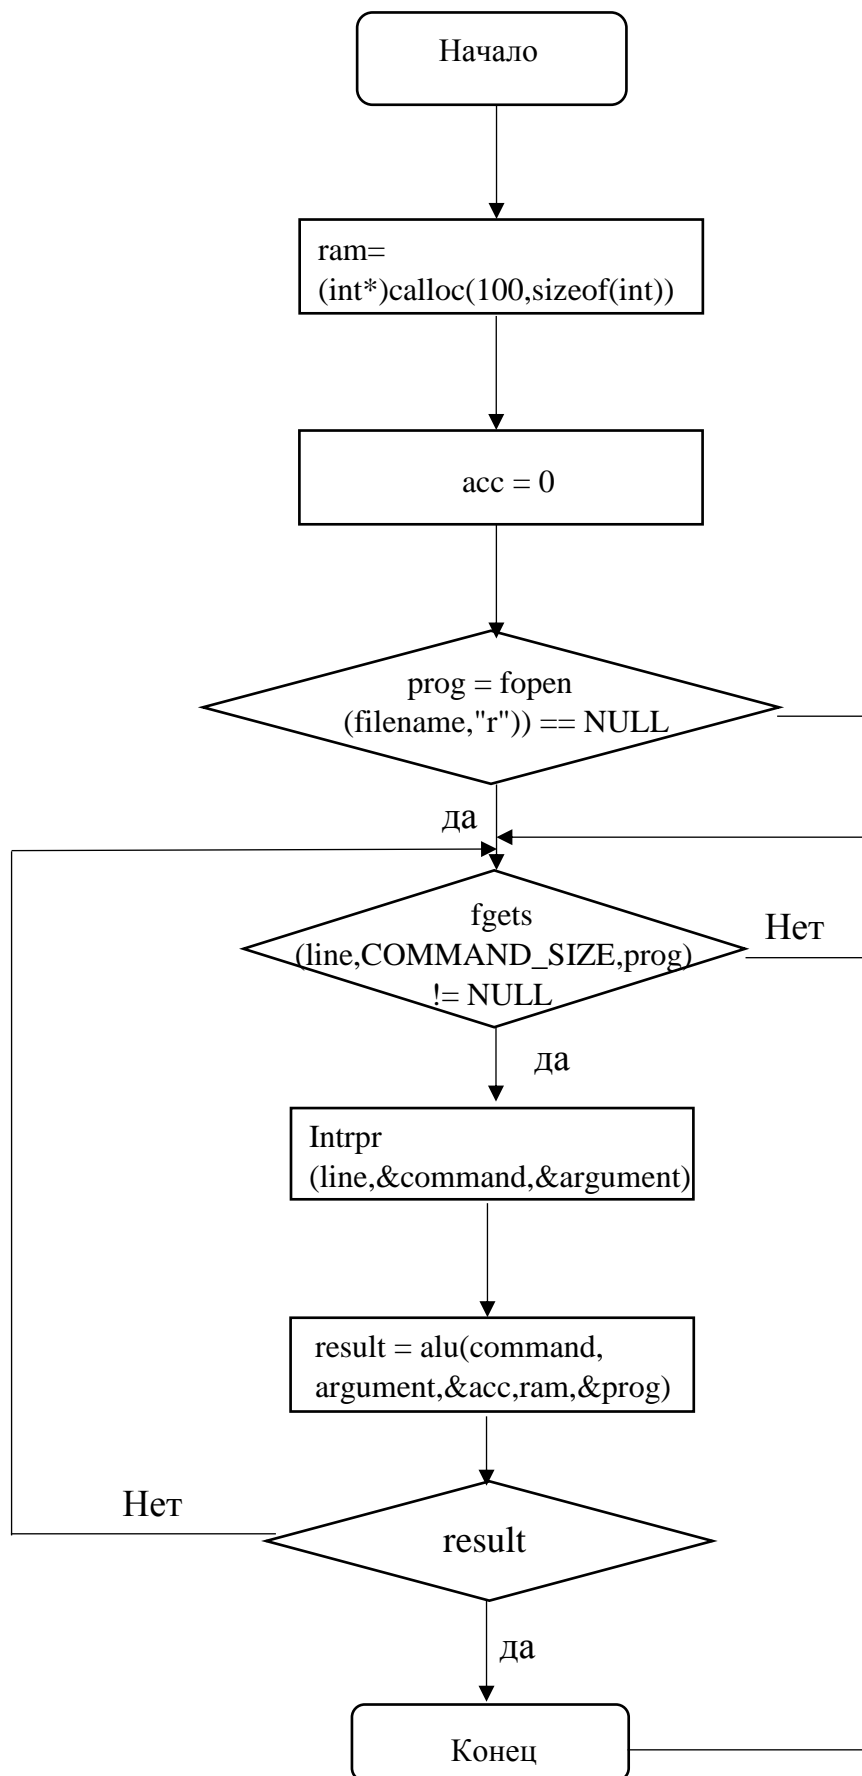 Начало
ram=
(int*)calloc(100,sizeof(int))
acc = 0
prog = fopen
(filename,"r")) == NULL
да
fgets
(line,COMMAND_SIZE,prog)
!= NULL
Нет
да
Intrpr
(line,&command,&argument)
result = alu(command,
argument,&acc,ram,&prog)
Нет
result
да
Конец